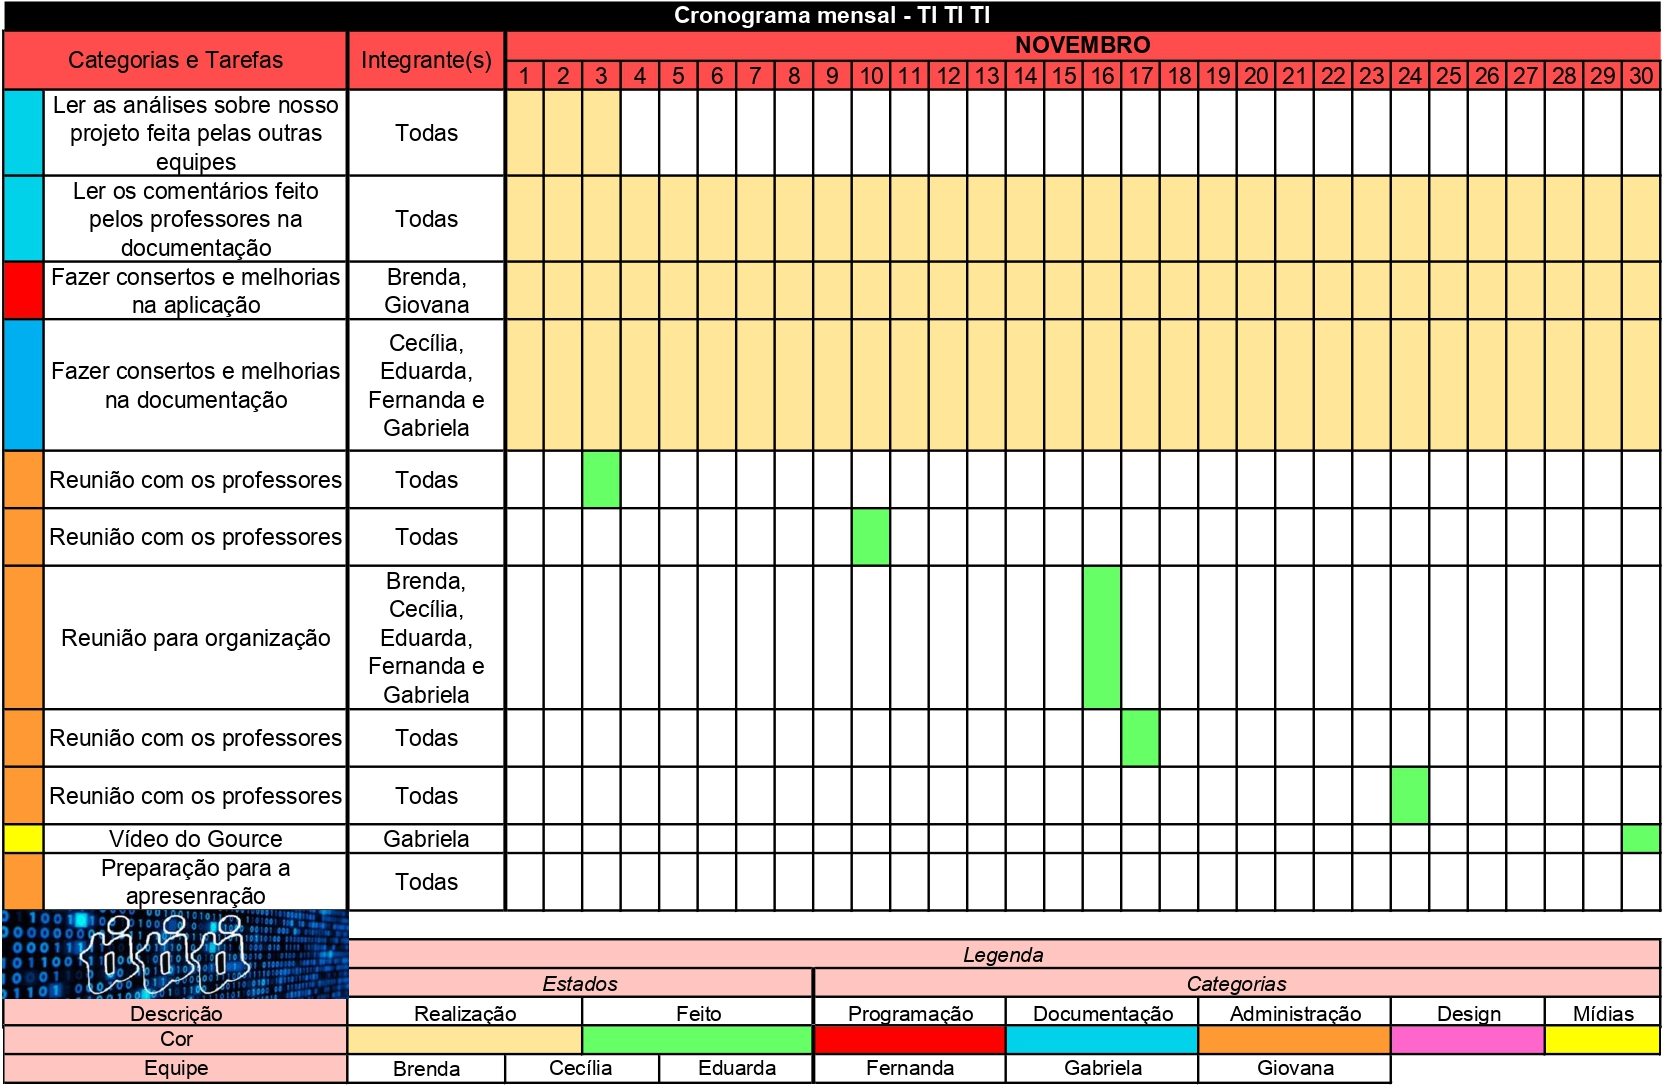 Cronograma mensal - TI TI TI
Categorias e Tarefas
Integrante(s)
NOVEMBRO
1 2 3 4 5 6 7 8 9 10 11 12 13 14 15 16 17 18 19 20 21 22 23 24 25 26 27 28 29 30
Ler as análises sobre nosso
projeto feita pelas outras
equipes
Todas
Ler os comentários feito
pelos professores na
documentação
Todas
Fazer consertos e melhorias
na aplicação
Brenda,
Giovana
Fazer consertos e melhorias
na documentação
Cecília,
Eduarda,
Fernanda e
Gabriela
Reunião com os professores
Todas
Reunião com os professores
Todas
Reunião para organização
Brenda,
Cecília,
Eduarda,
Fernanda e
Gabriela
Reunião com os professores
Todas
Reunião com os professores
Todas
Vídeo do Gource
Gabriela
Preparação para a
apresenração
Todas
tititi
Legenda
Estados
Categorias
Descrição
Realização
Feito
Programação
Documentação
Administração
Design
Mídias
Cor
Equipe
Brenda
Cecília
Eduarda
Fernanda
Gabriela
Giovana